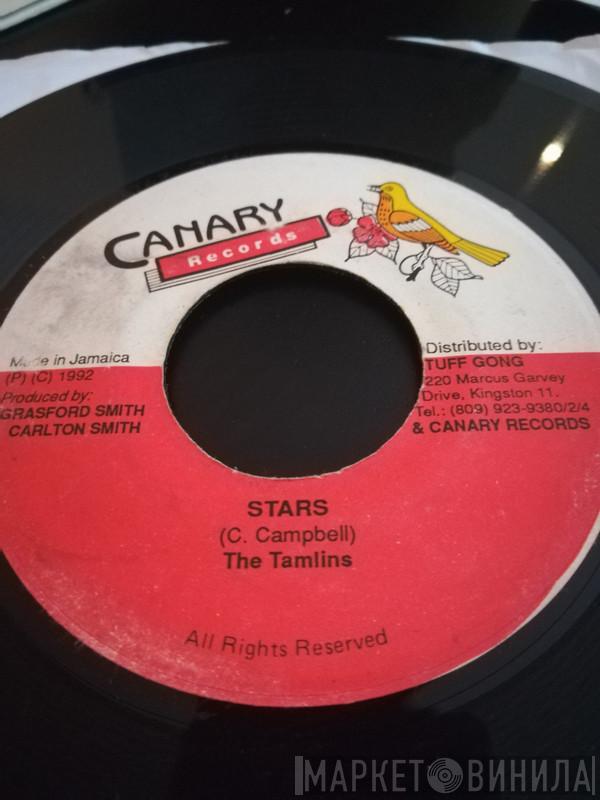 CANARY
Records
Made in Jamaica
(P) (C) 1992
Produced by:
GRASFORD SMITH
CARLTON SMITH
Distributed by:
TUFF GONG
220 Marcus Garvey
Drive, Kingston 11.
Tel.: (809) 923-9380/2/4
& CANARY RECORDS
STARS
(C. Campbell)
The Tamlins
All Rights Reserved
МАРКЕТ ВИНИЛА